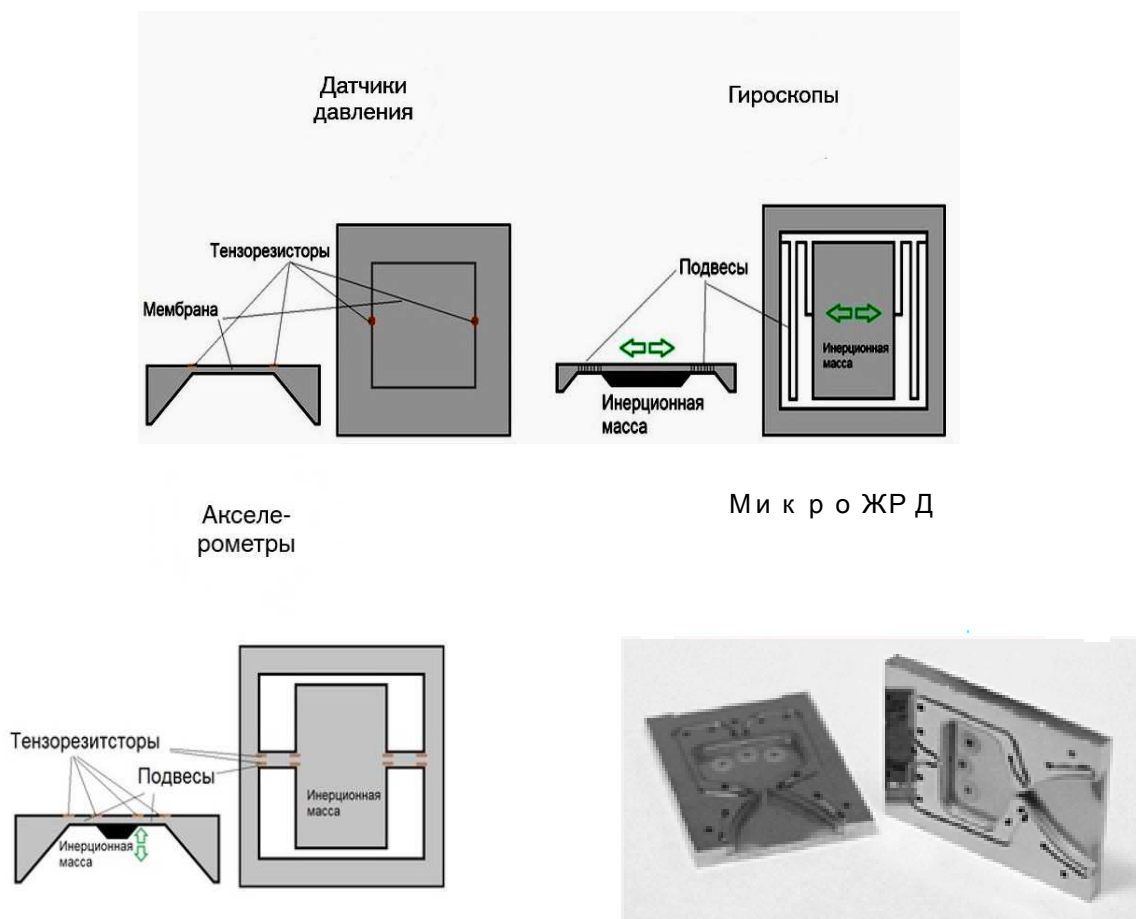 Датчики
давления
Гироскопы
Тензорезисторы
Мембрана
Подвесы
Инерционная
масса
Инерционная
масса
Акселе-
рометры
М и к р о ЖР Д
Тензорезитсторы
Подвесы
Инерционная
масса
Инерционная
масса